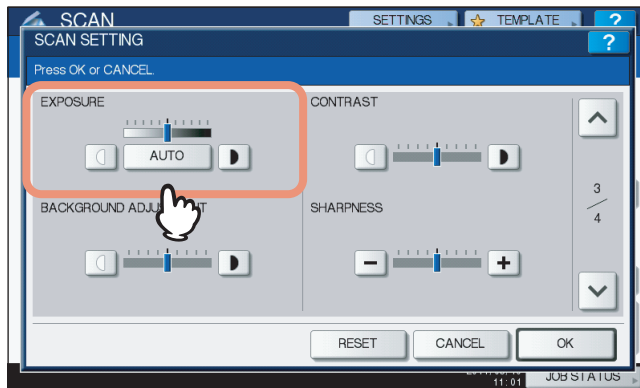 SCAN
SETTINGS
TEMPLATE
?
SCAN SETTING
?
Press OK or CANCEL.
EXPOSURE
CONTRAST
AUTO
3
4
BACKGROUND
SHARPNESS
RESET
CANCEL
OK
11:01
JOB STATUS